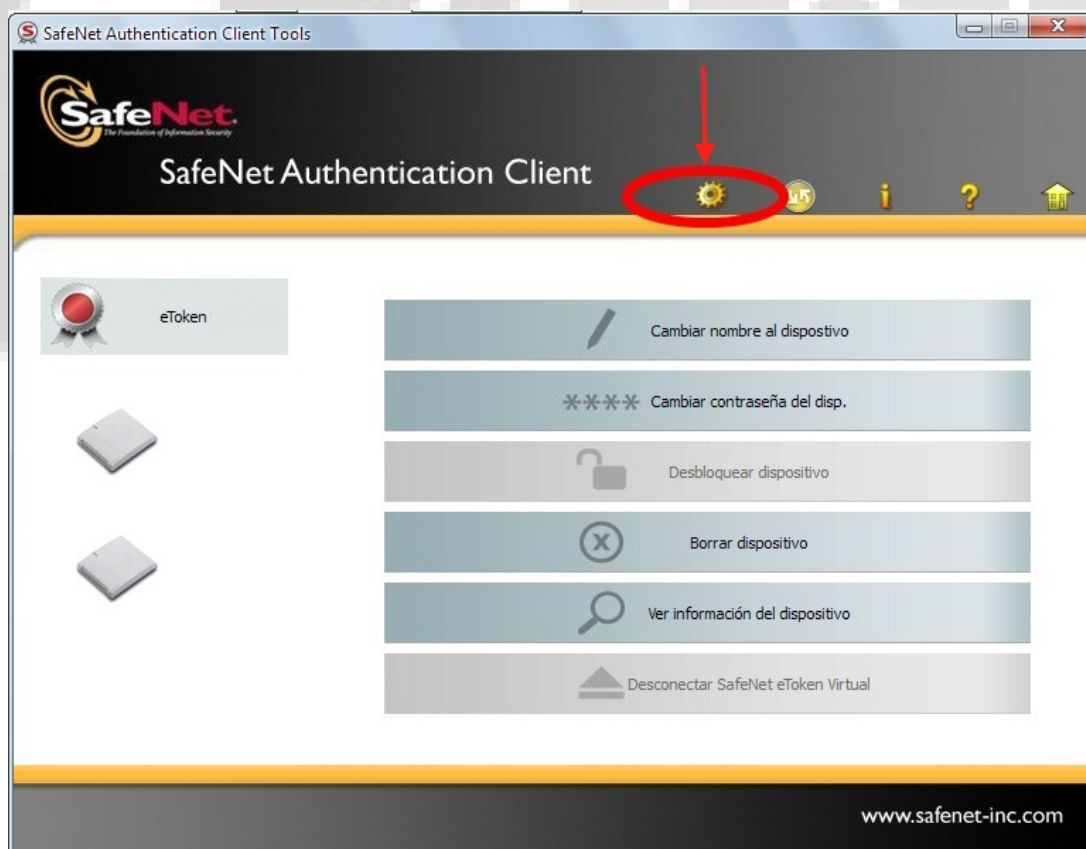 SafeNet Authentication Client Tools
SafeNet.
The Foundation of Information Security
SafeNet Authentication Client
eToken
Cambiar nombre al dispostivo
**** Cambiar contraseña del disp.
Desbloquear dispositivo
Borrar dispositivo
Ver información del dispositivo
Desconectar SafeNet eToken Virtual
www.safenet-inc.com